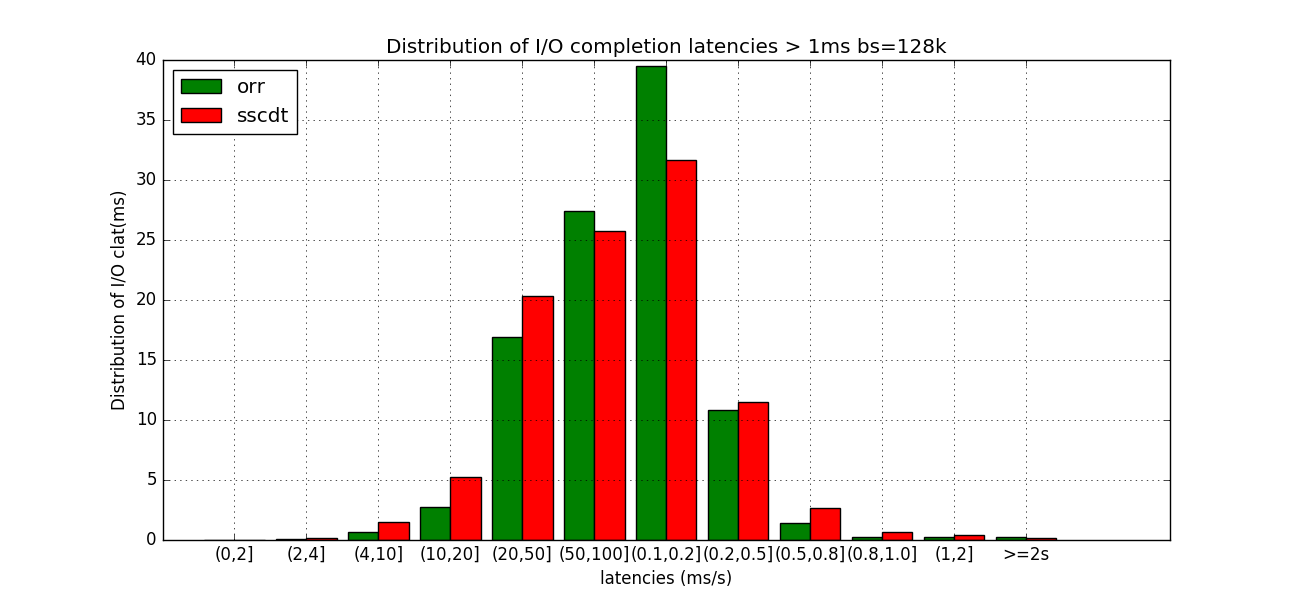 Distribution of I/O completion latencies > 1ms bs=128k
orr
sscdt
Distribution of I/O clat(ms)
40
35
30
25
20
15
10
5
0
(0,2] (2,4] (4,10] (10,20] (20,50] (50,100] (0.1,0.2] (0.2,0.5] (0.5,0.8] (0.8,1.0] (1,2] >=2s
latencies (ms/s)